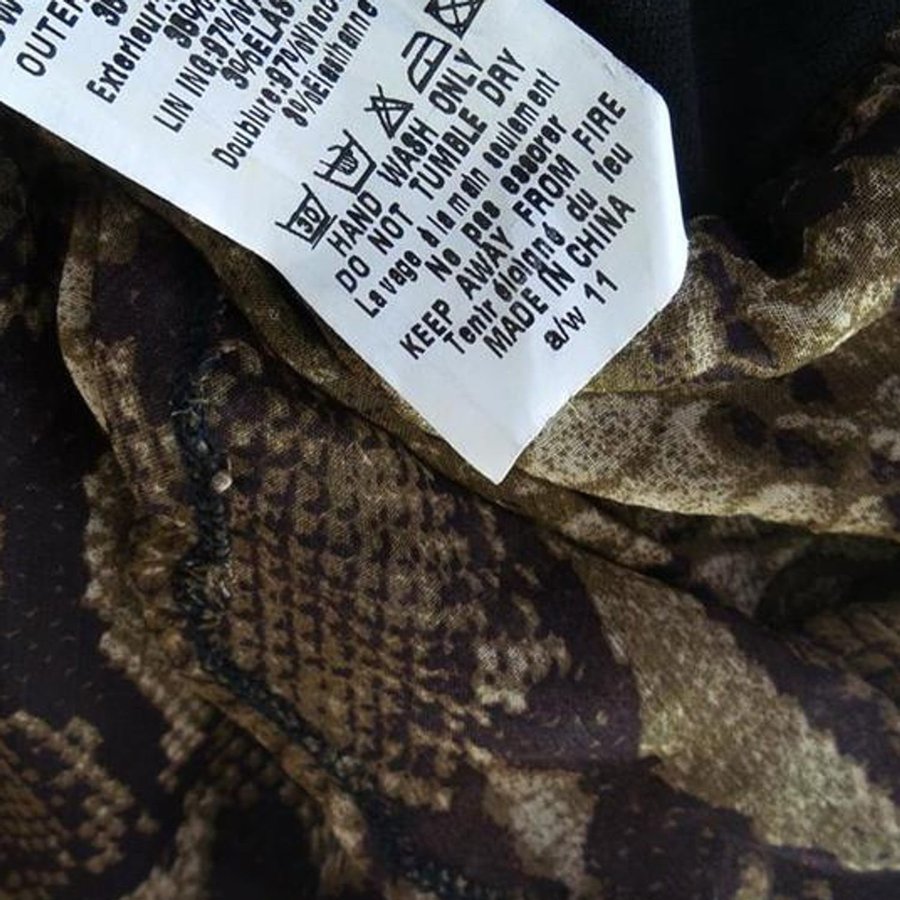 OUTER
Exterieur:
LIN ING:97%
3%ELAS
Doublure:97%
3%Elasthanne
30
HAND WASH ONLY
DO NOT TUMBLE DRY
Lavage à la main seulement
Ne pas essorer
KEEP AWAY FROM FIRE
Tenir éloigné du feu
MADE IN CHINA
a/w 11